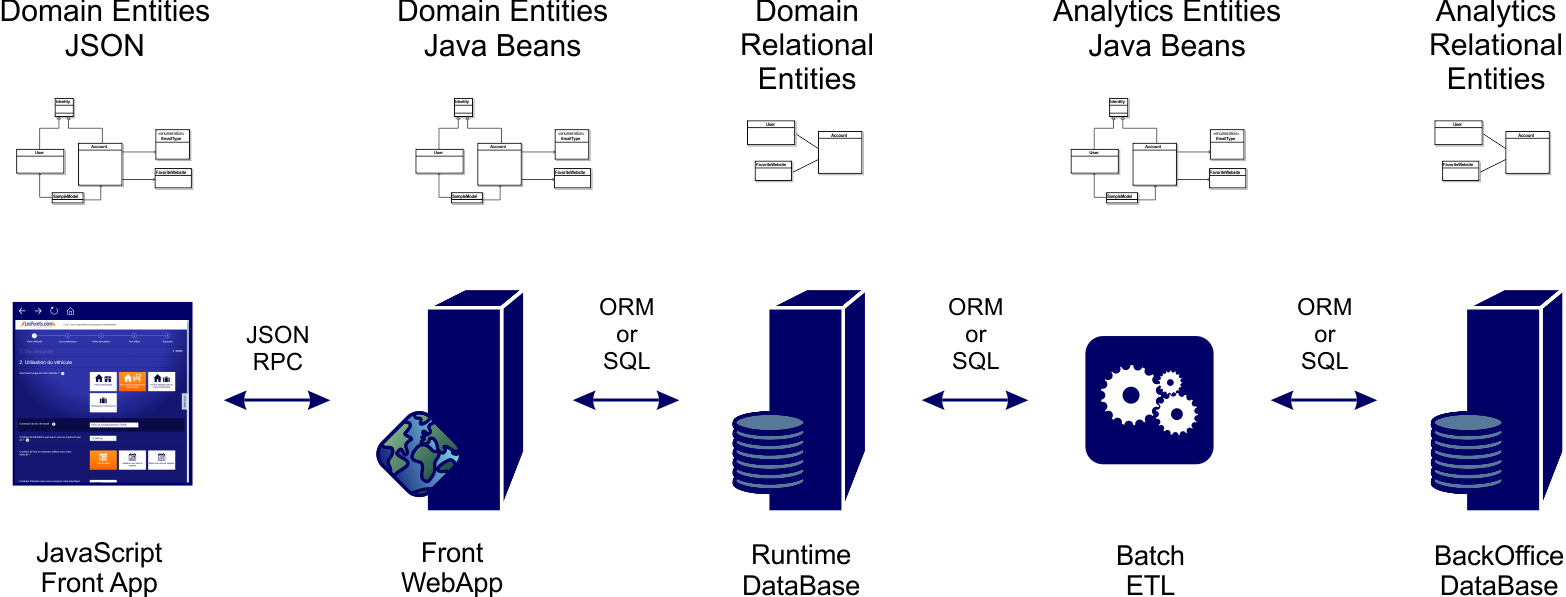 Domain Entities
JSON
Domain Entities
Java Beans
Domain
Relational
Entities
Analytics Entities
Java Beans
Analytics
Relational
Entities
Identity
User
Account
«enumeration»
EmailType
FavoriteWebsite
SampleModel
Identity
User
Account
«enumeration»
EmailType
FavoriteWebsite
SampleModel
User
Account
FavoriteWebsite
Identity
User
Account
«enumeration»
EmailType
FavoriteWebsite
SampleModel
User
Account
FavoriteWebsite
LesFurets.com
2. Utilisation du véhicule
JSON
RPC
ORM
or
SQL
ORM
or
SQL
ORM
or
SQL
JavaScript
Front App
Front
WebApp
Runtime
DataBase
Batch
ETL
BackOffice
DataBase